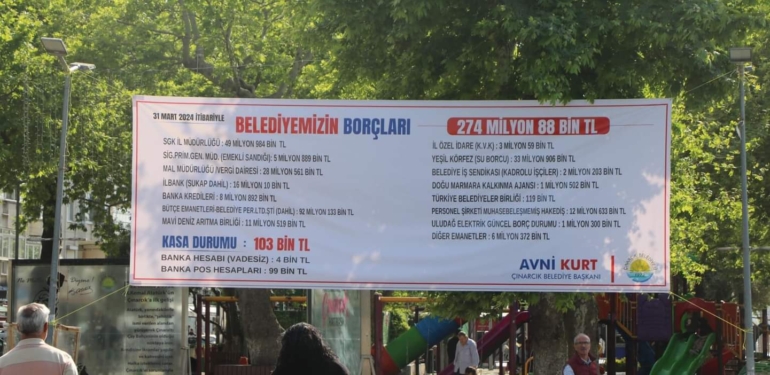 31 MART 2024 İTİBARİYLE BELEDİYEMİZİN BORÇLARI 274 MİLYON 88 BİN TL
SGK İL MÜDÜRLÜĞÜ : 49 MİLYON 984 BİN TL
SİG.PRİM.GEN.MÜD. (EMEKLİ SANDIĞI): 5 MİLYON 889 BİN TL
MAL MÜDÜRLÜĞÜ /VERGİ DAİRESİ : 28 MİLYON 561 BİN TL
İLBANK (SUKAP DAHİL) : 16 MİLYON 10 BİN TL
BANKA KREDİLERİ : 8 MİLYON 892 BİN TL
BÜTÇE EMANETLERİ-BELEDİYE PER.LTD.ŞTİ (DAHİL) : 92 MİLYON 133 BİN TL
MAVİ DENİZ ARITMA BİRLİĞİ : 11 MİLYON 519 BİN TL
KASA DURUMU : 103 BİN TL
BANKA HESABI (VADESİZ) : 4 BİN TL
BANKA POS HESAPLARI : 99 BİN TL
İL ÖZEL İDARE (K.V.K) : 3 MİLYON 59 BİN TL
YEŞİL KÖRFEZ (SU BORCU) : 31 MİLYON 906 BİN TL
BELEDİYE İŞ SENDİKASI (KADROLU İŞÇİLER) : 2 MİLYON 203 BİN TL
DOĞU MARMARA KALKINMA AJANSI : 1 MİLYON 502 BİN TL
TÜRKİYE BELEDİYELER BİRLİĞİ : 119 BİN TL
PERSONEL ŞİRKETİ MUHASEBELEŞMEMİŞ HAKEDİŞ : 12 MİLYON 633 BİN TL
ULUDAĞ ELEKTRİK GÜNCEL BORÇ DURUMU : 1 MİLYON 300 BİN TL
DİĞER EMANETLER : 6 MİLYON 372 BİN TL
AVNİ KURT
ÇINARCIK BELEDİYE BAŞKANI